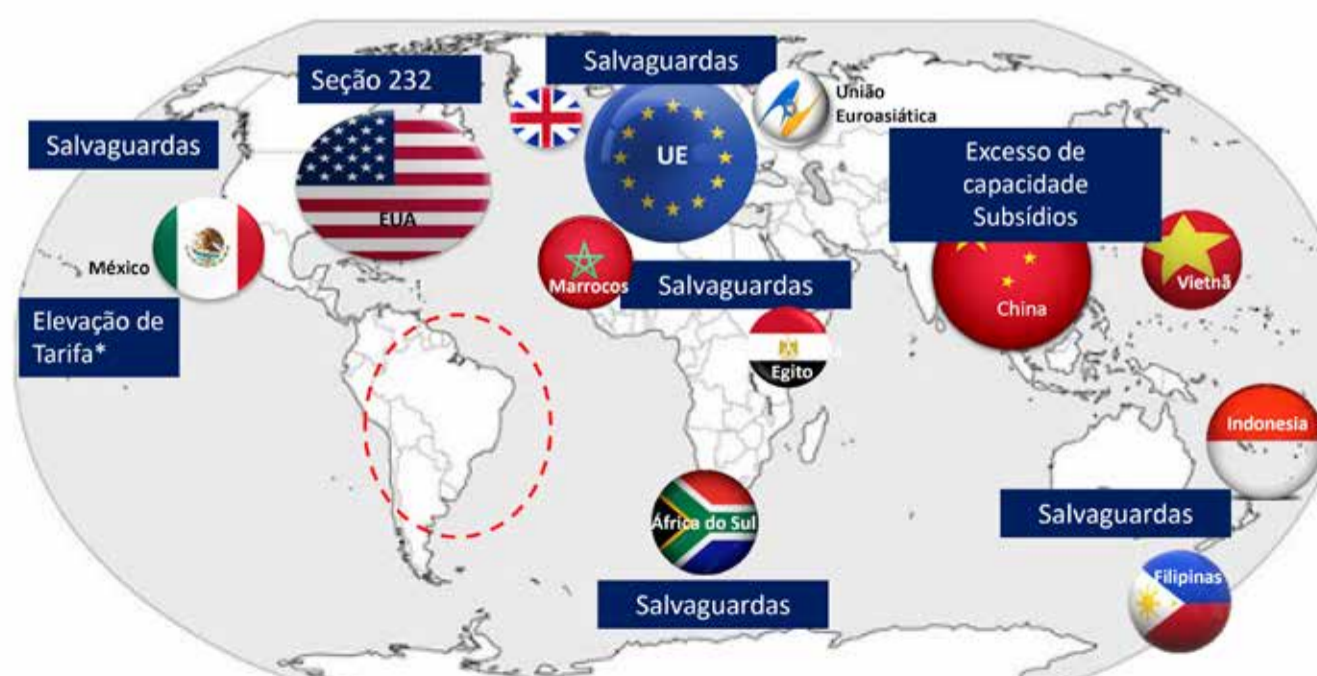 Salvaguardas
Seção 232
União
Euroasiática
Salvaguardas
UE
Excesso de
capacidade
Subsídios
EUA
México
Marrocos
Salvaguardas
Vietnã
China
Elevação de
Tarifa*
Egito
Indonesia
África do Sul
Salvaguardas
Filipinas
Salvaguardas